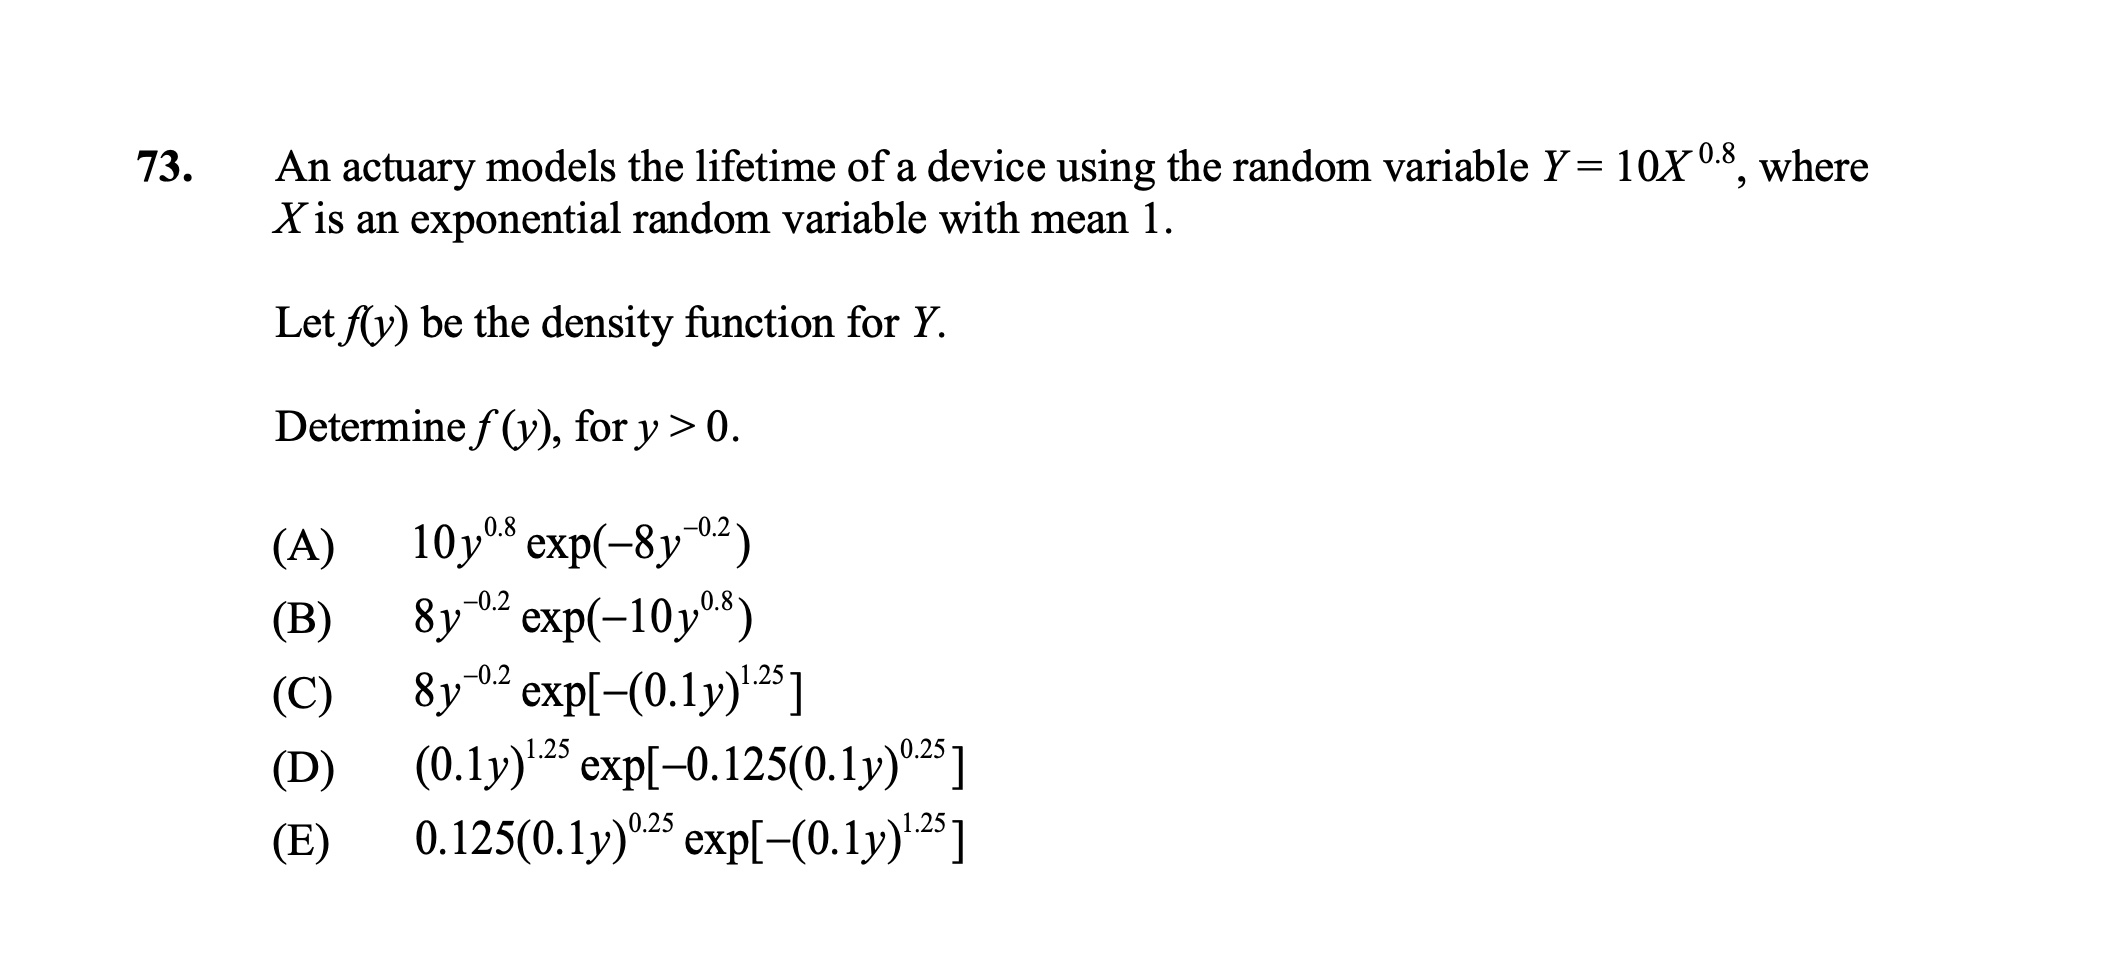 73. An actuary models the lifetime of a device using the random variable Y = 10X^0.8, where
X is an exponential random variable with mean 1.
Let f(y) be the density function for Y.
Determine f (y), for y > 0.
(A) 10y^0.8 exp(−8y^−0.2)
(B) 8y^−0.2 exp(−10y^0.8)
(C) 8y^−0.2 exp[−(0.1y)^1.25]
(D) (0.1y)^1.25 exp[−0.125(0.1y)^0.25]
(E) 0.125(0.1y)^0.25 exp[−(0.1y)^1.25]